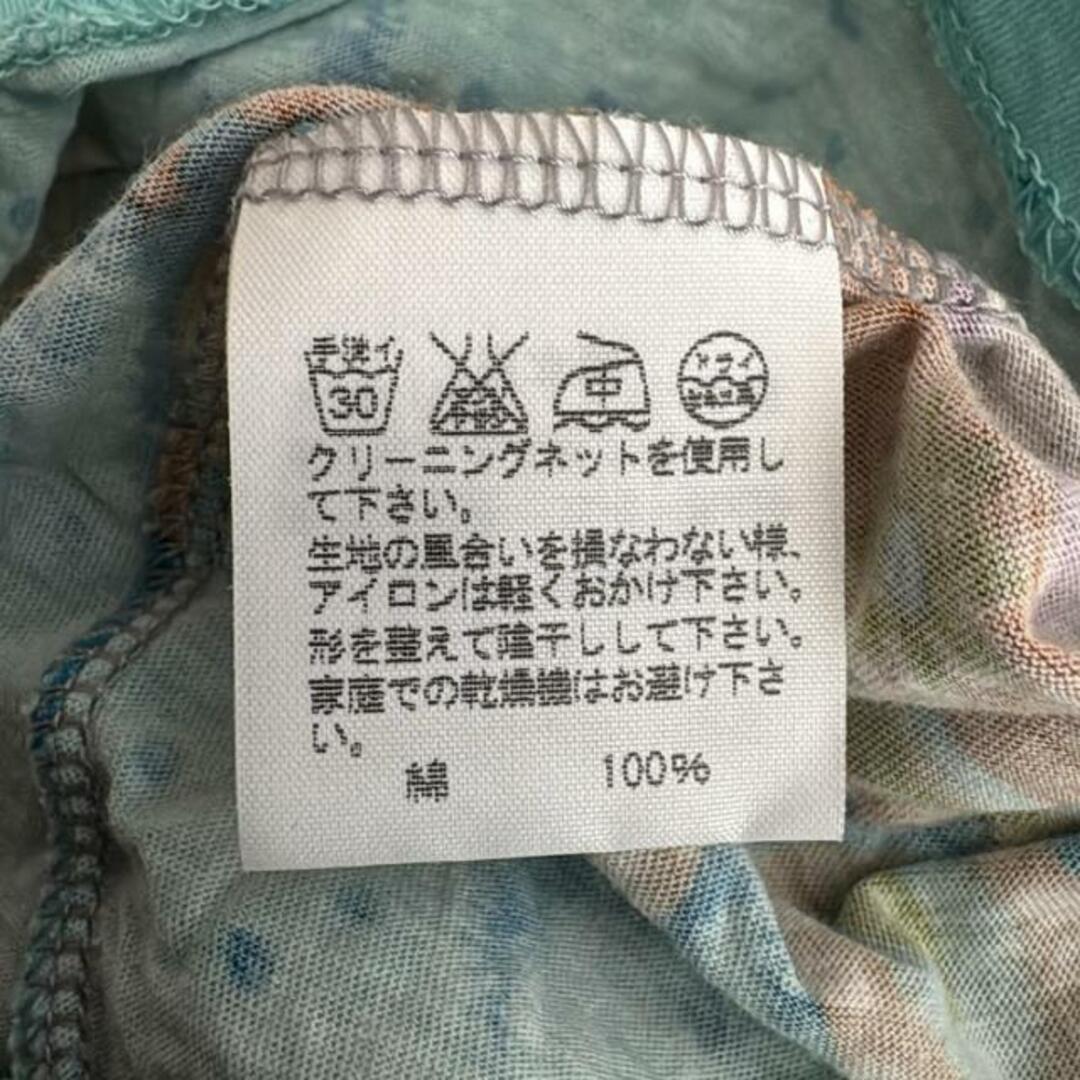 手洗イ
30
中
ドライ
クリーニングネットを使用し
て下さい。
生地の風合いを損なわない様、
アイロンは軽くおかけ下さい。
形を整えて陰干しして下さい。
家庭での乾燥機はお避け下さ
い。
綿 100%